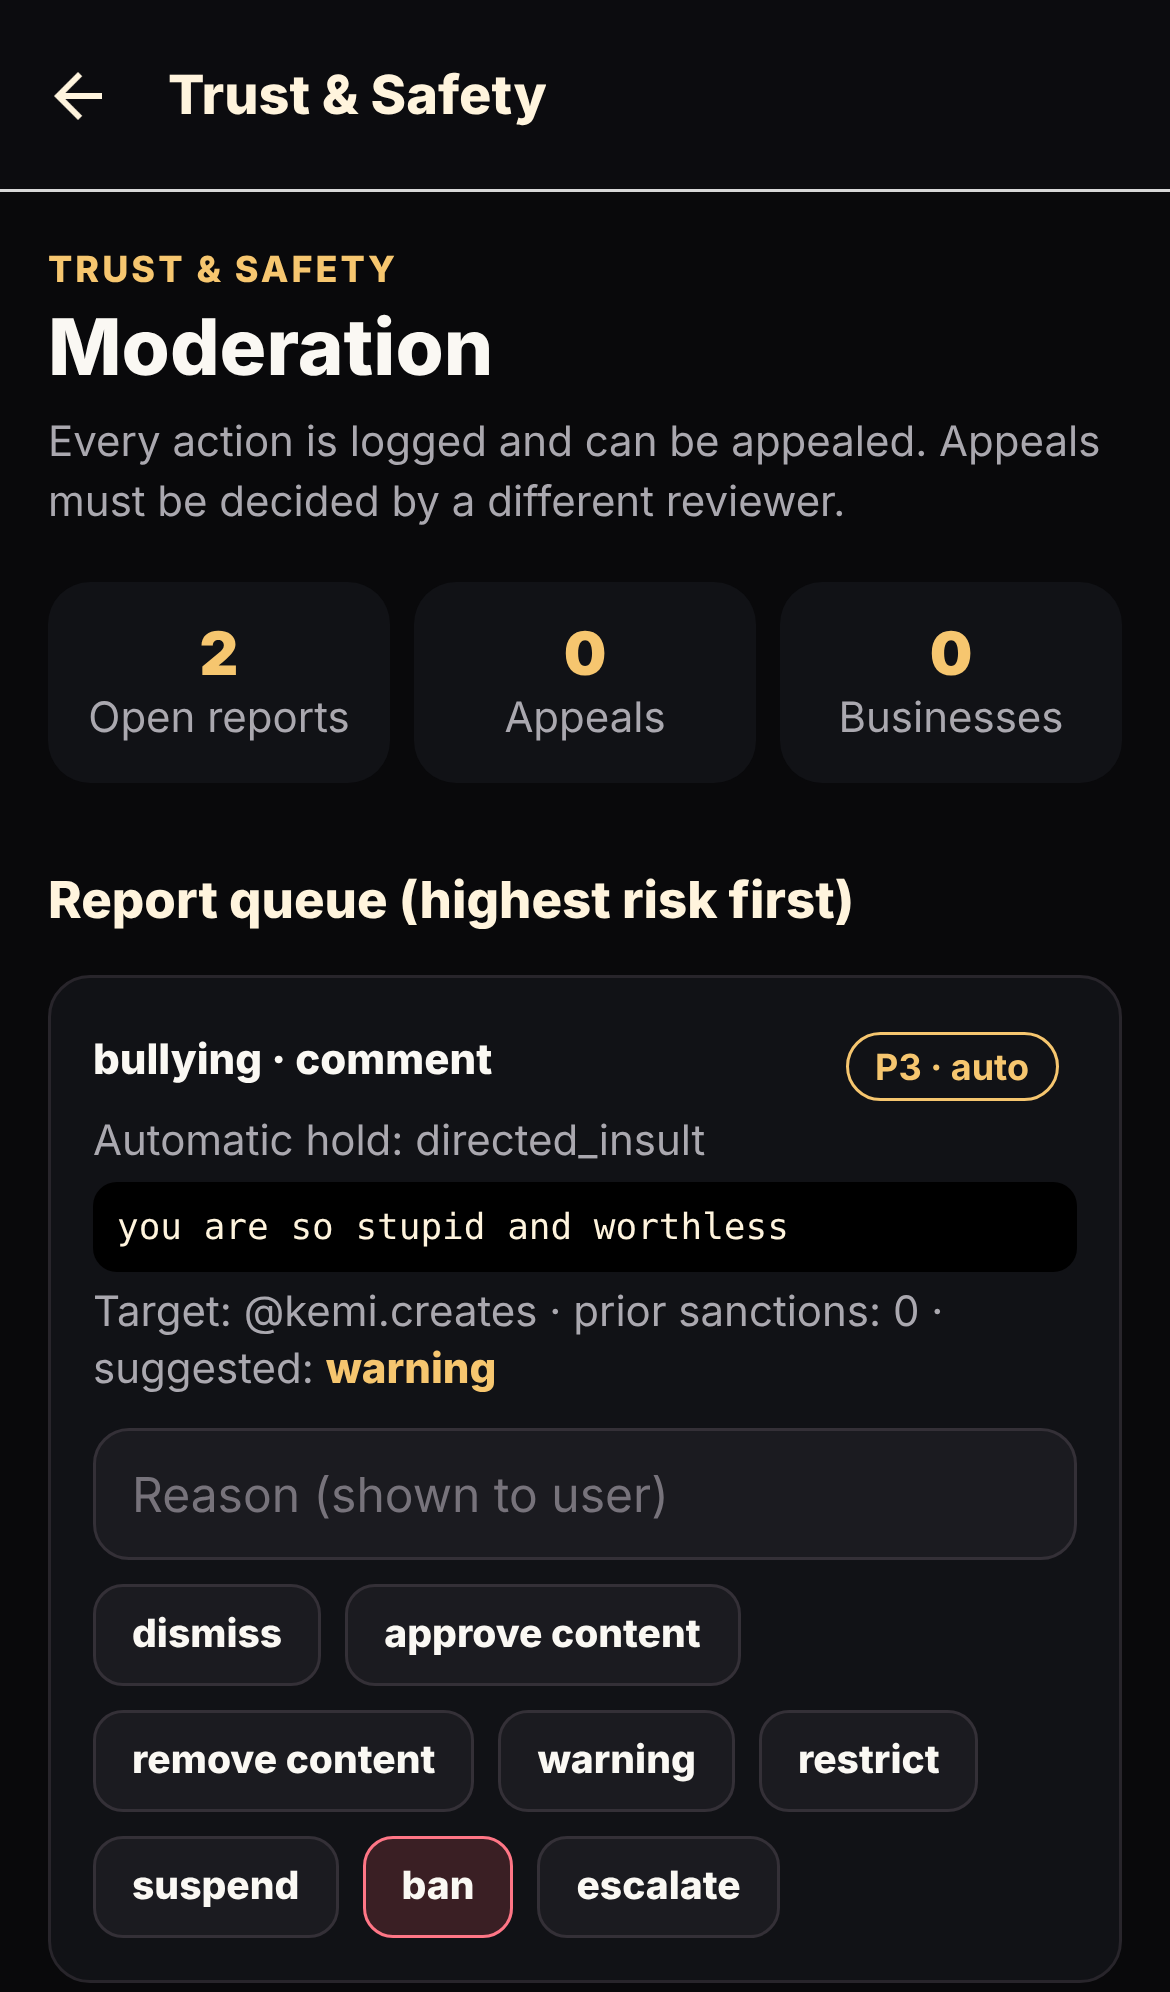 Trust & Safety
TRUST & SAFETY
Moderation
Every action is logged and can be appealed. Appeals
must be decided by a different reviewer.
2
Open reports
0
Appeals
0
Businesses
Report queue (highest risk first)
bullying · comment
P3 · auto
Automatic hold: directed_insult
you are so stupid and worthless
Target: @kemi.creates · prior sanctions: 0 ·
suggested: warning
Reason (shown to user)
dismiss
approve content
remove content
warning
restrict
suspend
ban
escalate